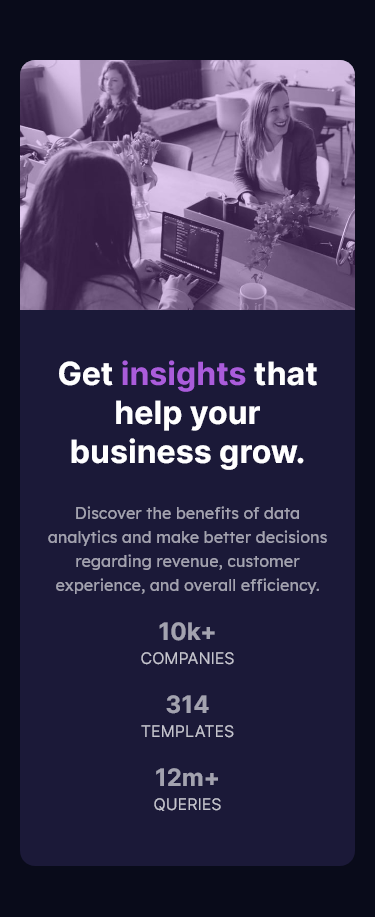 Get insights that
help your
business grow.
Discover the benefits of data
analytics and make better decisions
regarding revenue, customer
experience, and overall efficiency.
10k+
COMPANIES
314
TEMPLATES
12m+
QUERIES